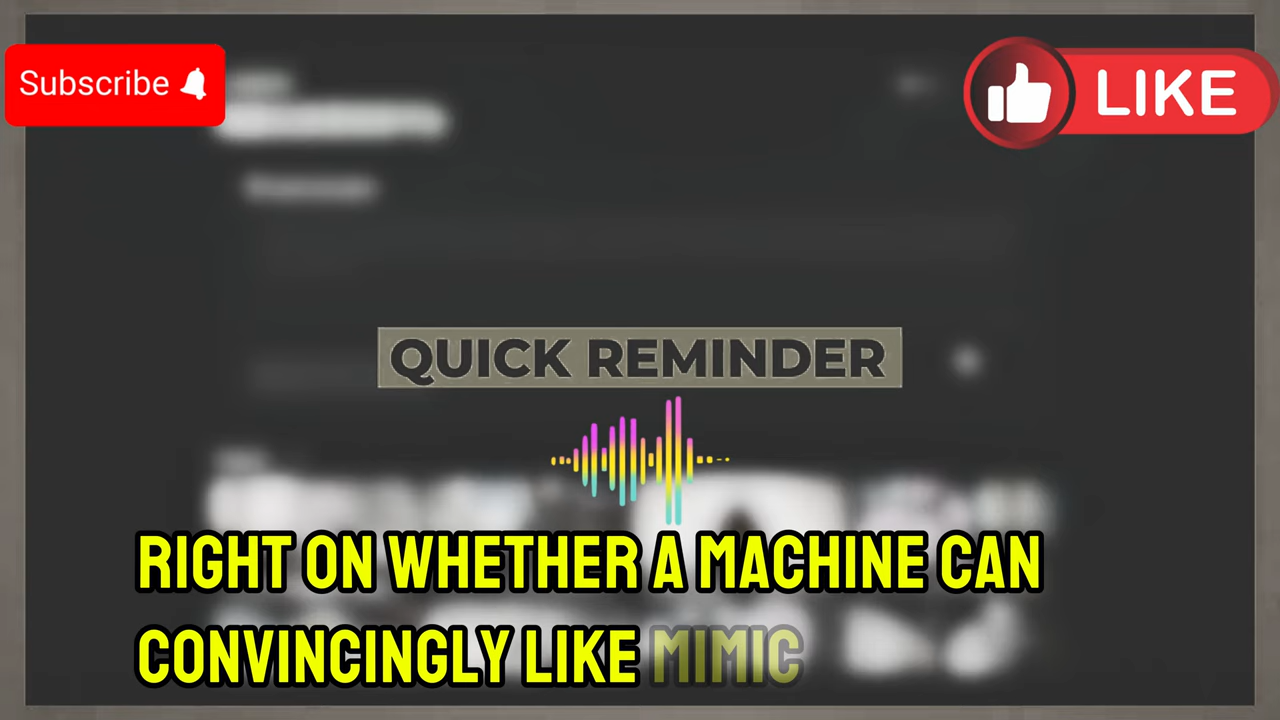 Subscribe
LIKE
QUICK REMINDER
RIGHT ON WHETHER A MACHINE CAN
CONVINCINGLY LIKE MIMIC